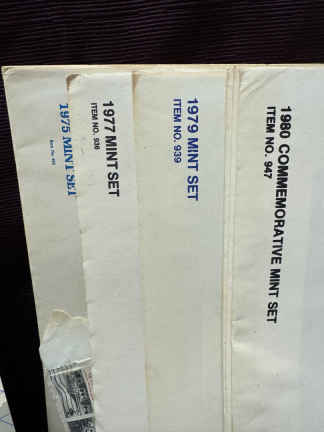 1975 MINT SET
1977 MINT SET
ITEM NO. 936
1979 MINT SET
ITEM NO. 939
1980 COMMEMORATIVE MINT SET
ITEM NO. 947